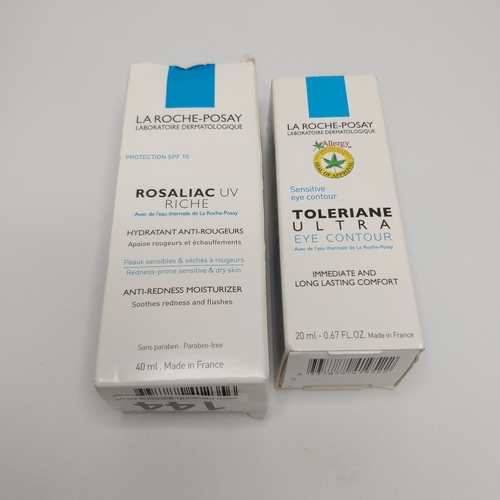 LA ROCHE-POSAY
LABORATOIRE DERMATOLOGIQUE
PROTECTION SPF 15
ROSALIAC UV
RICHE
Avec de l'eau thermale de La Roche-Posay
HYDRATANT ANTI-ROUGEURS
Apaise rougeurs et échauffements
Peaux sensibles & sèches à rougeurs
Redness-prone sensitive & dry skin
ANTI-REDNESS MOISTURIZER
Soothes redness and flushes
Sans paraben . Paraben-free
40 ml . Made in France
144
LA ROCHE-POSAY
LABORATOIRE DERMATOLOGIQUE
Allergy
SEAL OF APPROVAL
Sensitive
eye contour
TOLERIANE
ULTRA
EYE CONTOUR
Avec de l'eau thermale de La Roche-Posay
IMMEDIATE AND
LONG LASTING COMFORT
20 ml - 0.67 FL.OZ. Made in France